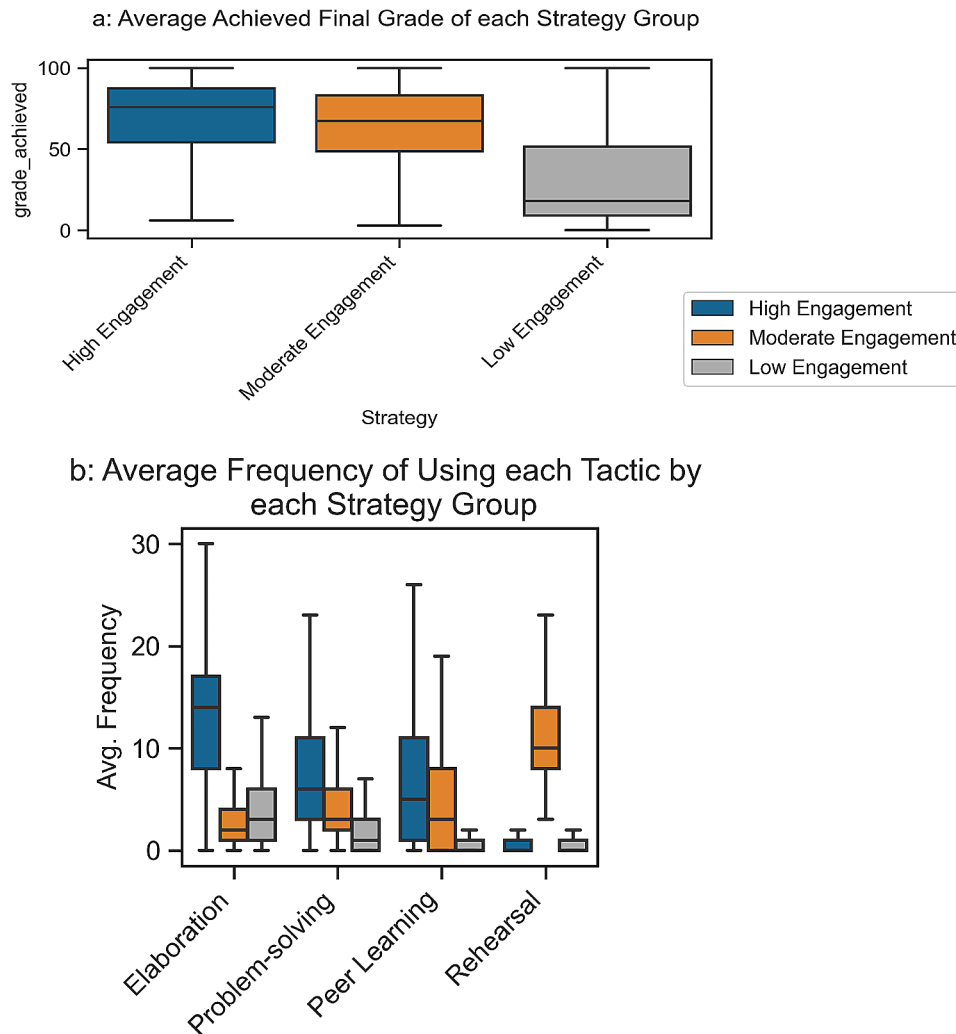 a: Average Achieved Final Grade of each Strategy Group
grade_achieved
100
50
0
High Engagement
Moderate Engagement
Low Engagement
Strategy
High Engagement
Moderate Engagement
Low Engagement
b: Average Frequency of Using each Tactic by
each Strategy Group
Avg. Frequency
30
20
10
0
Elaboration
Problem-solving
Peer Learning
Rehearsal